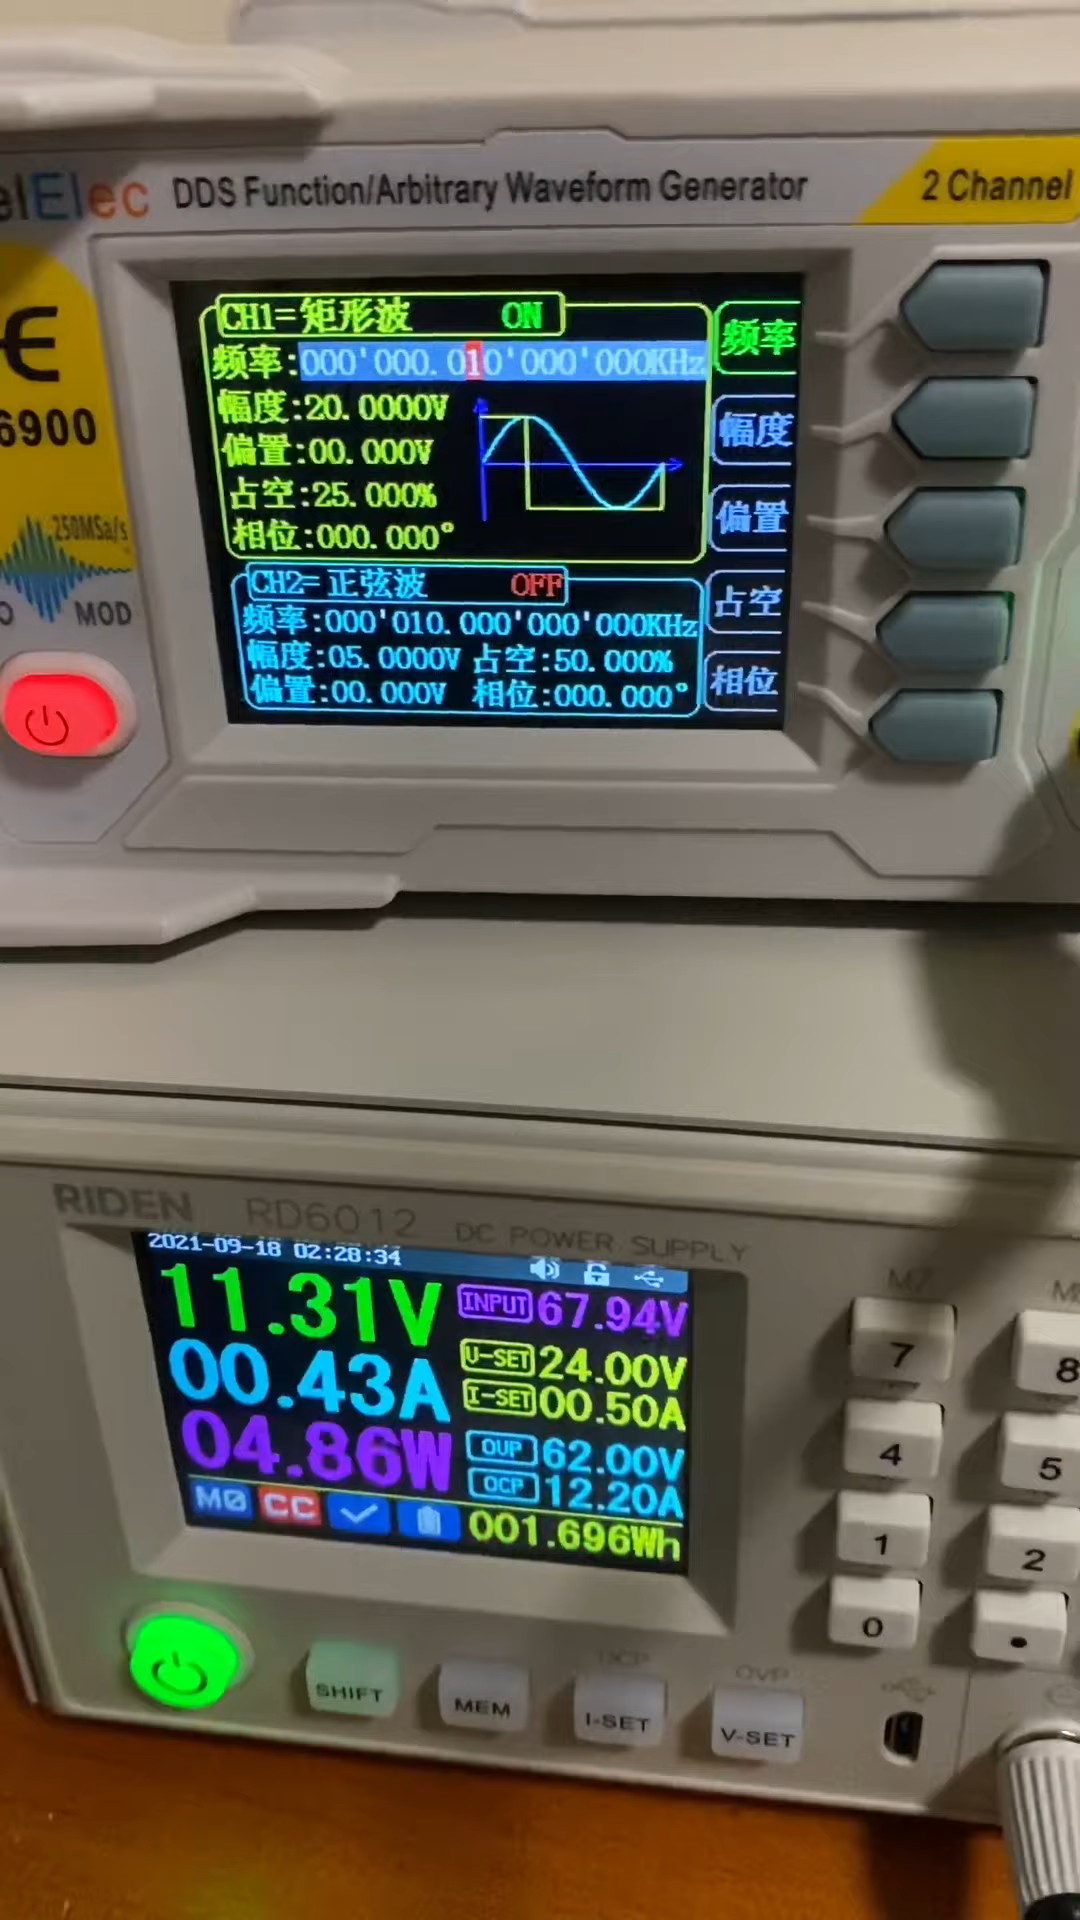 elElec DDS Function/Arbitrary Waveform Generator 2 Channel
CE
6900
250MSa/s
MOD
CH1=矩形波 ON
频率:000'000.010'000'000KHz
幅度:20.0000V
偏置:00.000V
占空:25.000%
相位:000.000°
CH2=正弦波 OFF
频率:000'010.000'000'000KHz
幅度:05.0000V 占空:50.000%
偏置:00.000V 相位:000.000°
频率
幅度
偏置
占空
相位
RIDEN RD6012 DC POWER SUPPLY
2021-09-18 02:28:34
11.31V
00.43A
04.86W
INPUT 67.94V
U-SET 24.00V
I-SET 00.50A
OVP 62.00V
OCP 12.20A
M0 CC 001.696Wh
7
8
4
5
1
2
0
.
SHIFT
MEM
OCP
I-SET
OVP
V-SET